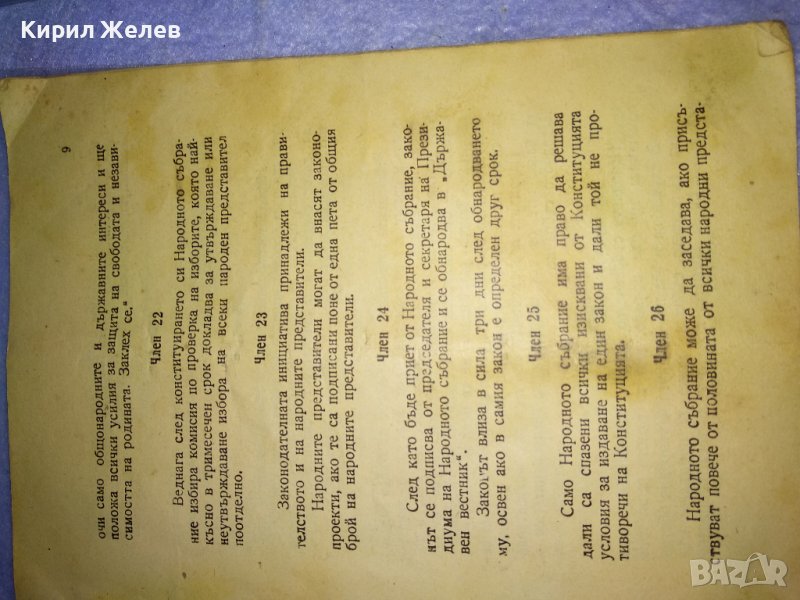 Кирил Желев
9
очи само общонародните и държавните интереси и ще
положа всички усилия за защита на свободата и незави-
симостта на родината. Заклех се."
Член 22
Веднага след конституирането си Народното събра-
ние избира комисия по проверка на изборите, която най-
късно в тримесечен срок докладва за утвърждаване или
неутвърждаване избора на всеки народен представител
поотделно.
Член 23
Законодателната инициатива принадлежи на прави-
телството и на народните представители.
Народните представители могат да внасят законо-
проекти, ако те са подписани поне от една пета от общия
брой на народните представители.
Член 24
След като бъде приет от Народното събрание, зако-
нът се подписва от председателя и секретаря на Прези-
диума на Народното събрание и се обнародва в „Държа-
вен вестник".
Законът влиза в сила три дни след обнародването
му, освен ако в самия закон е определен друг срок.
Член 25
Само Народното събрание има право да решава
дали са спазени всички изисквани от Конституцията
условия за издаване на един закон и дали той не про-
тиворечи на Конституцията.
Член 26
Народното събрание може да заседава, ако присъ-
ствуват повече от половината от всички народни предста-
BAZAR